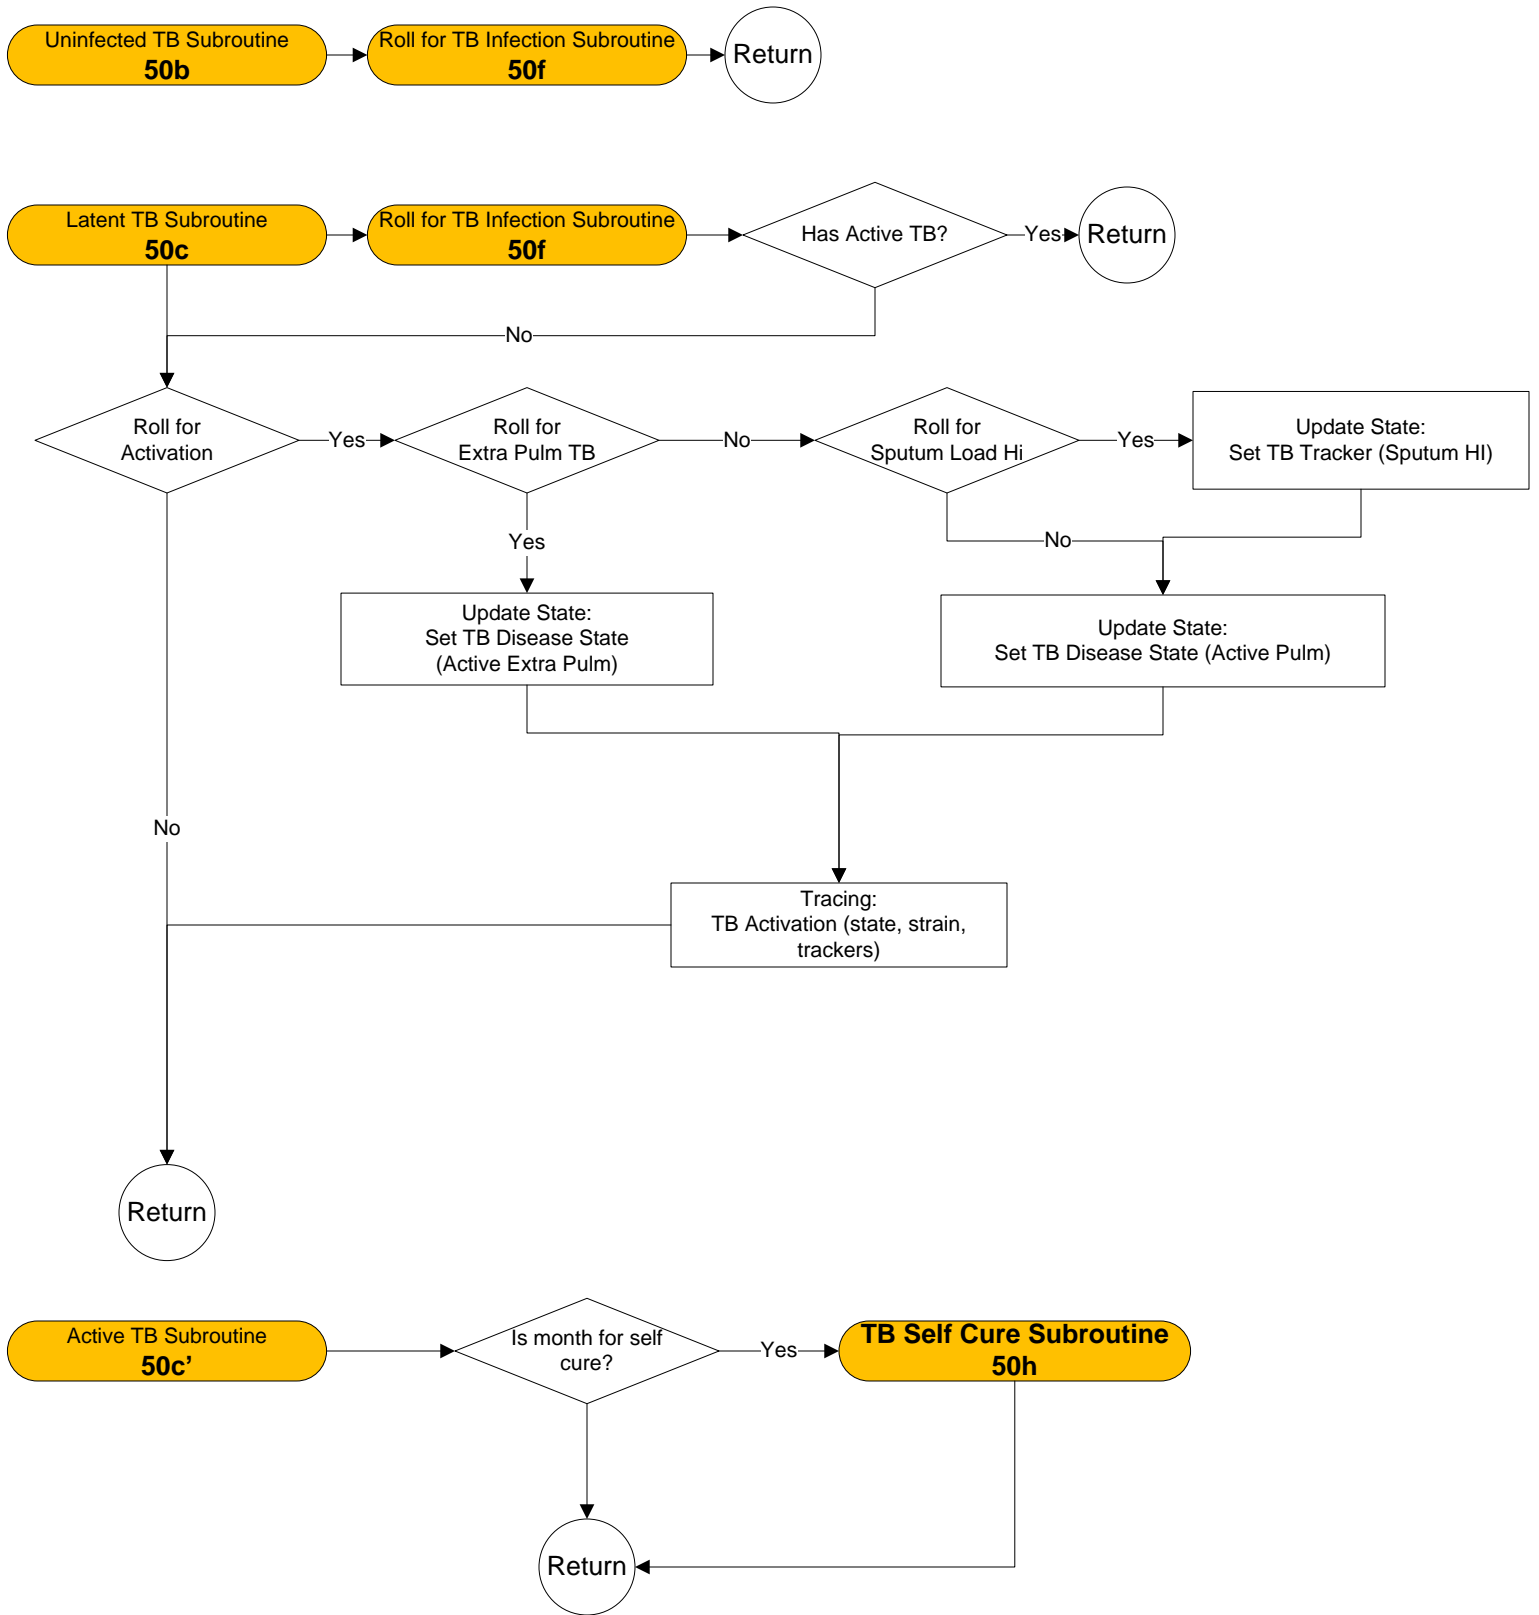 Uninfected TB Subroutine
50b
Roll for TB Infection Subroutine
50f
Return
Latent TB Subroutine
50c
Roll for TB Infection Subroutine
50f
Has Active TB?
Yes
Return
No
Roll for
Activation
Yes
Roll for
Extra Pulm TB
No
Roll for
Sputum Load Hi
Yes
Update State:
Set TB Tracker (Sputum HI)
Yes
No
Update State:
Set TB Disease State
(Active Extra Pulm)
Update State:
Set TB Disease State (Active Pulm)
No
Tracing:
TB Activation (state, strain,
trackers)
Return
Active TB Subroutine
50c’
Is month for self
cure?
Yes
TB Self Cure Subroutine
50h
Return